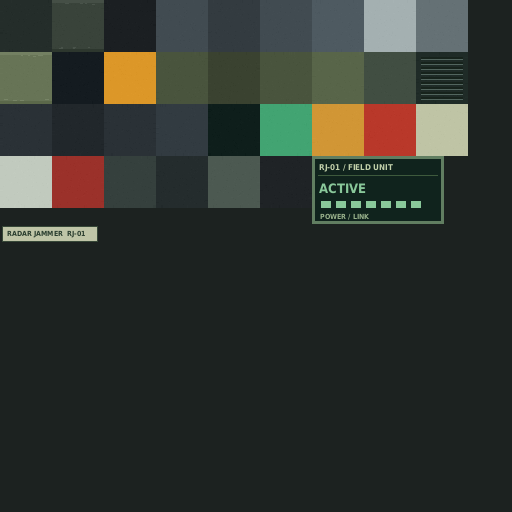 RJ-01 / FIELD UNIT
ACTIVE
POWER / LINK
RADAR JAMMER RJ-01